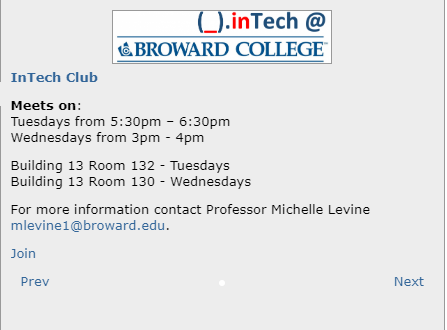 (_).inTech @
BROWARD COLLEGE
InTech Club
Meets on:
Tuesdays from 5:30pm – 6:30pm
Wednesdays from 3pm - 4pm
Building 13 Room 132 - Tuesdays
Building 13 Room 130 - Wednesdays
For more information contact Professor Michelle Levine
mlevine1@broward.edu.
Join
Prev Next